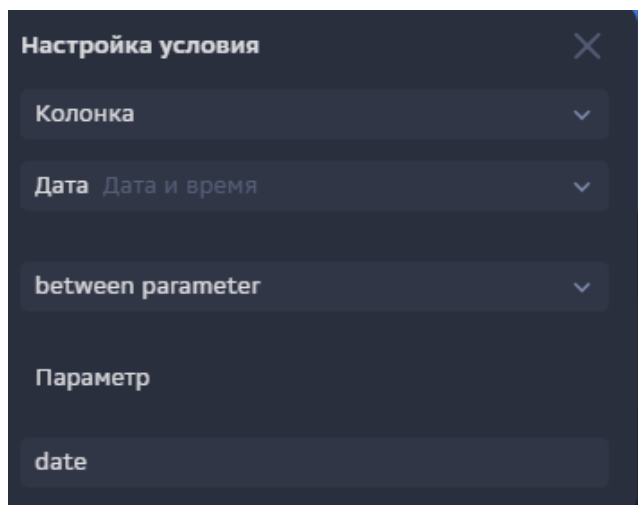 Настройка условия
Колонка
Дата Дата и время
between parameter
Параметр
date